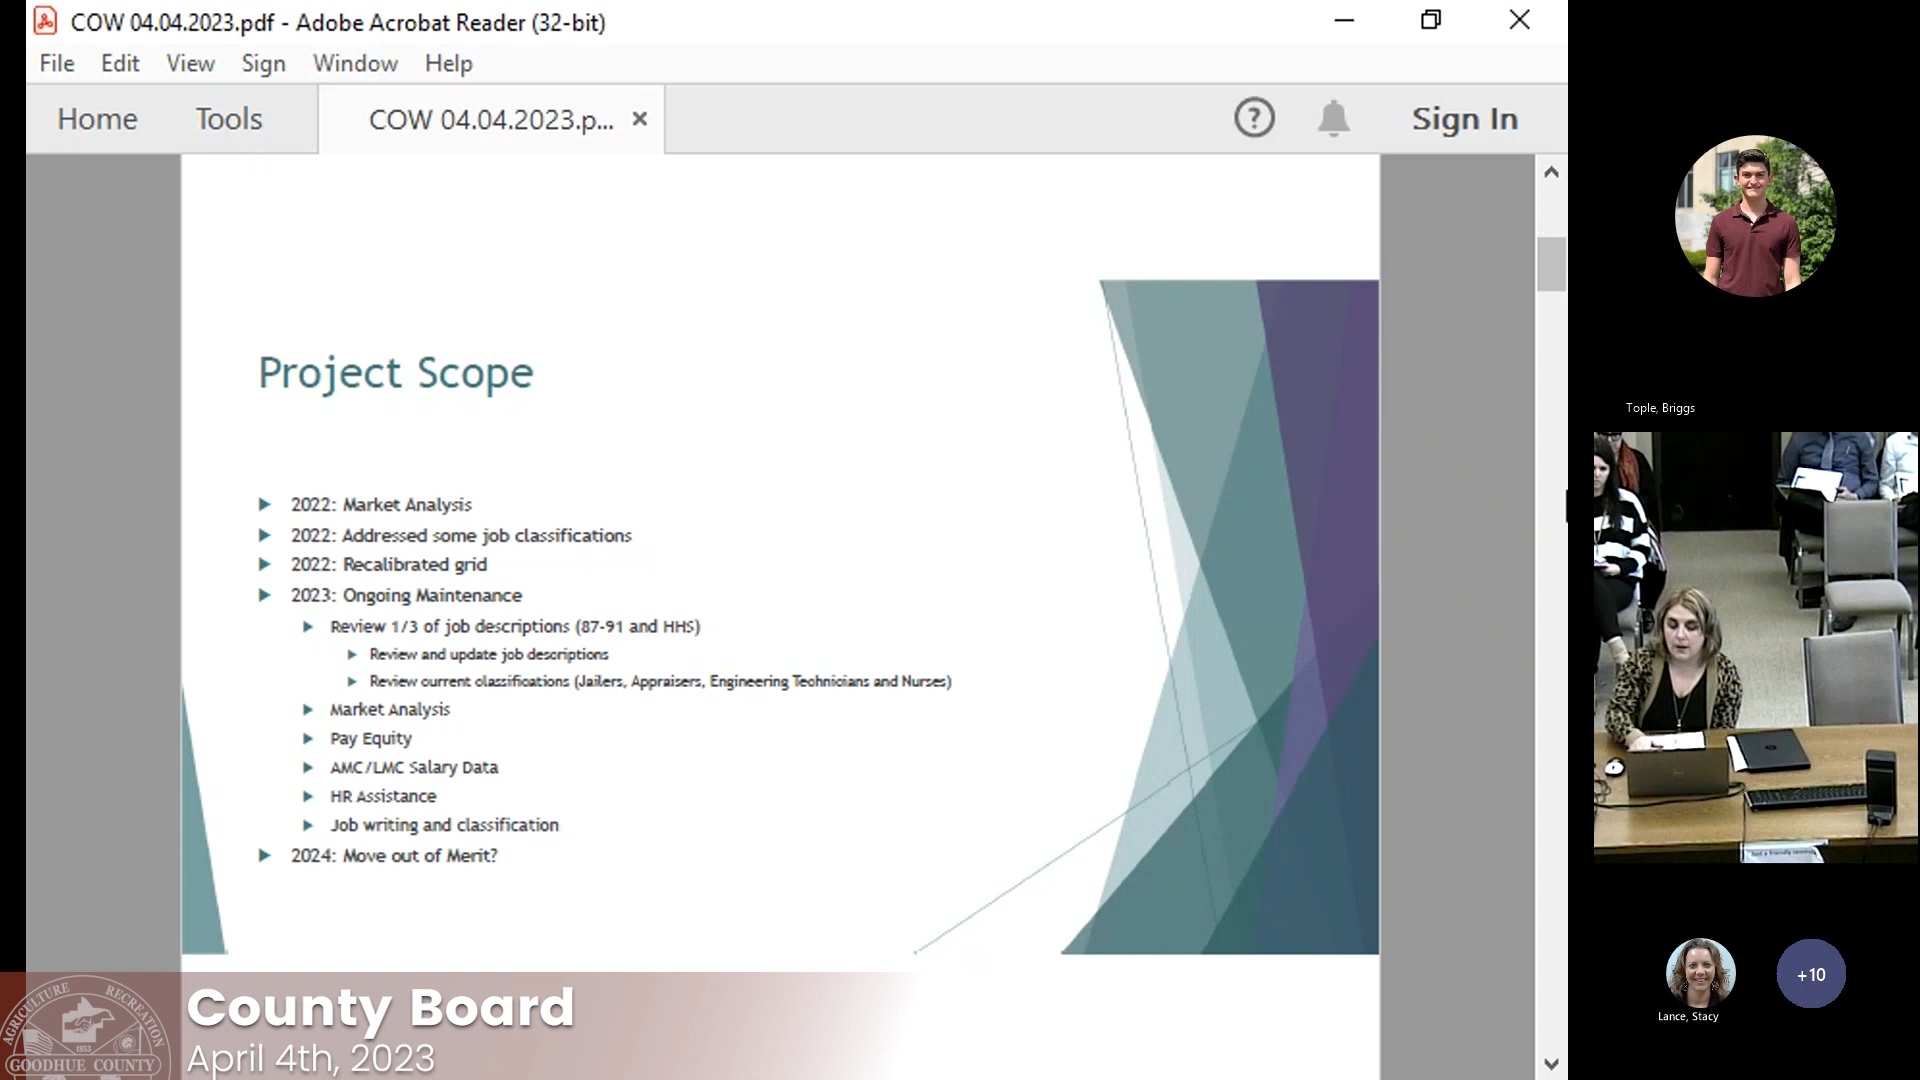 COW 04.04.2023.pdf - Adobe Acrobat Reader (32-bit)
File Edit View Sign Window Help
Home Tools COW 04.04.2023.p... × ? Sign In
Project Scope
2022: Market Analysis
2022: Addressed some job classifications
2022: Recalibrated grid
2023: Ongoing Maintenance
Review 1/3 of job descriptions (87-91 and HHS)
Review and update job descriptions
Review current classifications (Jailers, Appraisers, Engineering Technicians and Nurses)
Market Analysis
Pay Equity
AMC/LMC Salary Data
HR Assistance
Job writing and classification
2024: Move out of Merit?
Tople, Briggs
Lance, Stacy
+10
AGRICULTURE RECREATION
1853
GOODHUE COUNTY
County Board
April 4th, 2023